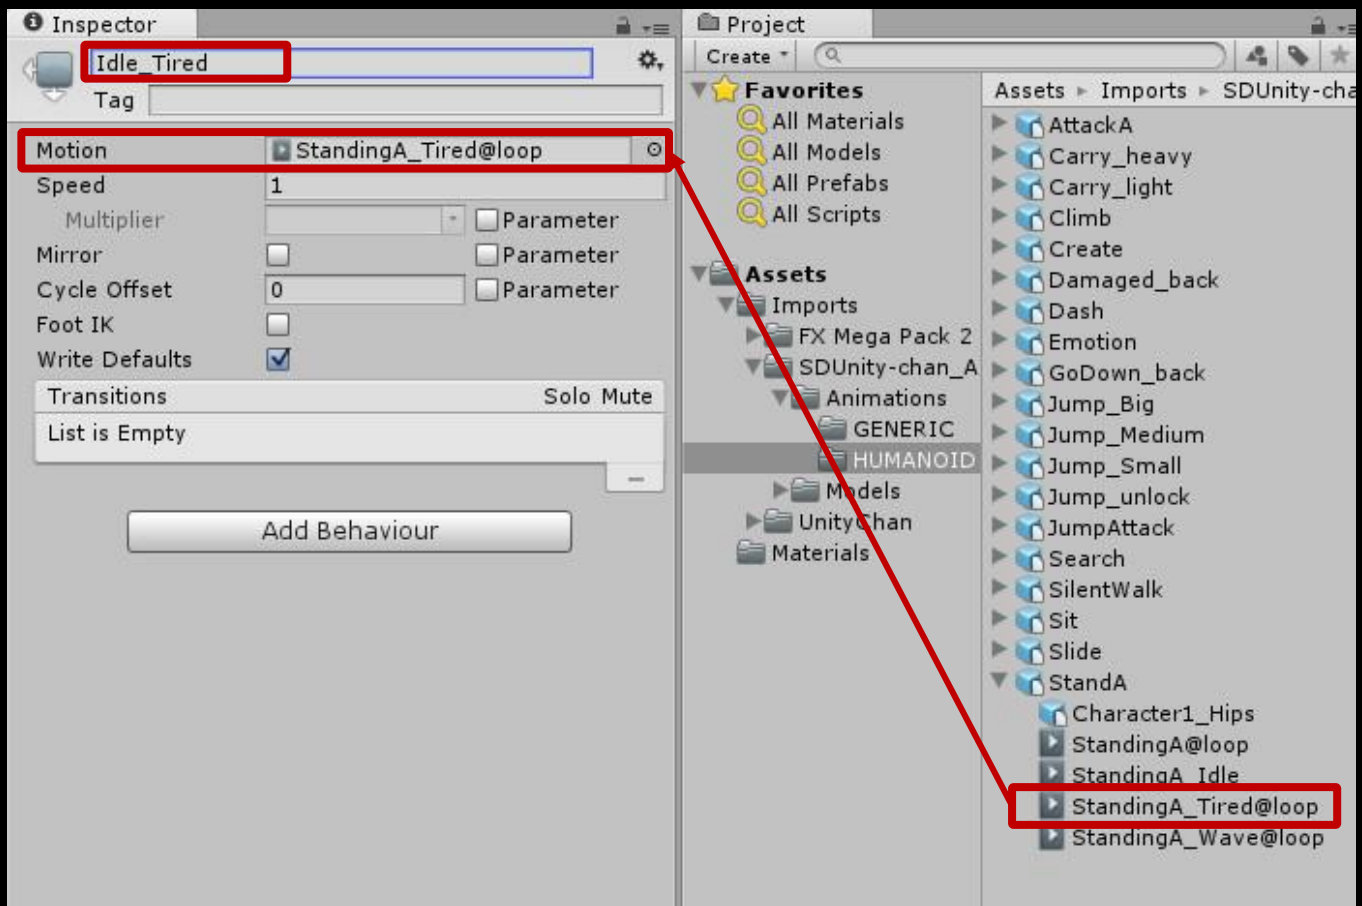 Inspector
Idle_Tired
Tag
Motion StandingA_Tired@loop
Speed 1
Multiplier Parameter
Mirror Parameter
Cycle Offset 0 Parameter
Foot IK
Write Defaults
Transitions Solo Mute
List is Empty
Add Behaviour
Project
Create
Favorites
All Materials
All Models
All Prefabs
All Scripts
Assets
Imports
FX Mega Pack 2
SDUnity-chan_A
Animations
GENERIC
HUMANOID
Models
UnityChan
Materials
Assets Imports SDUnity-cha
AttackA
Carry_heavy
Carry_light
Climb
Create
Damaged_back
Dash
Emotion
GoDown_back
Jump_Big
Jump_Medium
Jump_Small
Jump_unlock
JumpAttack
Search
SilentWalk
Sit
Slide
StandA
Character1_Hips
StandingA@loop
StandingA_Idle
StandingA_Tired@loop
StandingA_Wave@loop